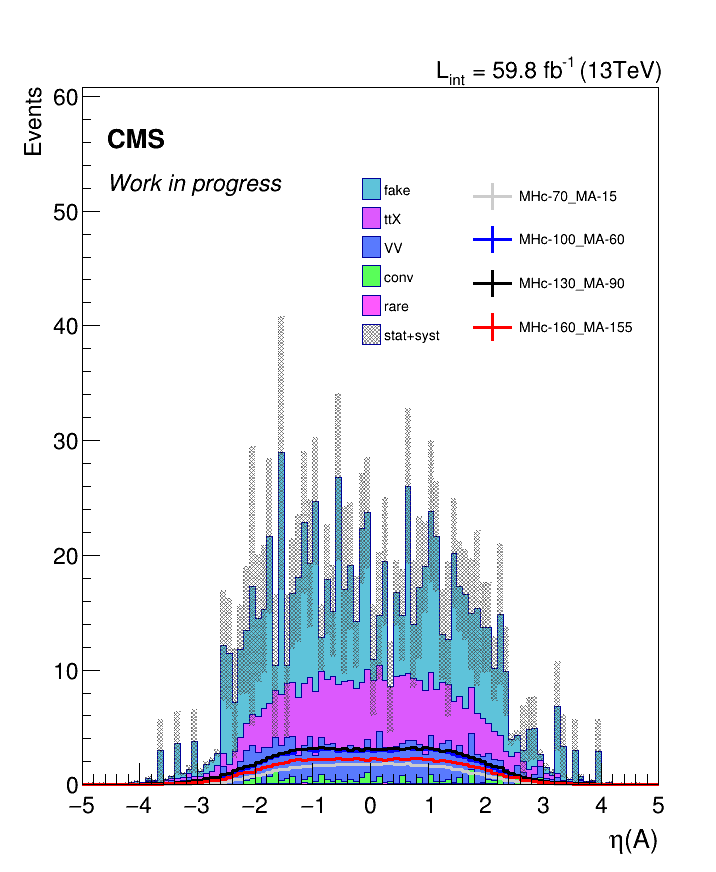 L_int = 59.8 fb^-1 (13TeV)
Events
60
CMS
Work in progress
50
40
30
20
10
0
fake
ttX
VV
conv
rare
stat+syst
MHc-70_MA-15
MHc-100_MA-60
MHc-130_MA-90
MHc-160_MA-155
−5 −4 −3 −2 −1 0 1 2 3 4 5
η(A)